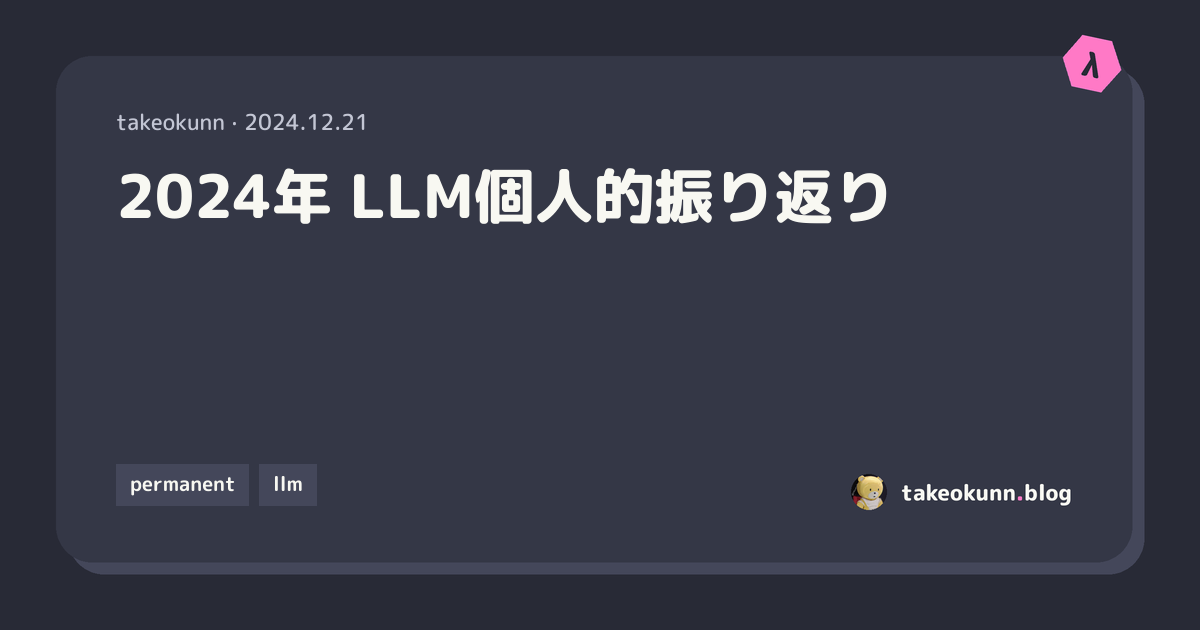 λ
takeokunn · 2024.12.21
2024年 LLM個人的振り返り
permanent llm
takeokunn.blog